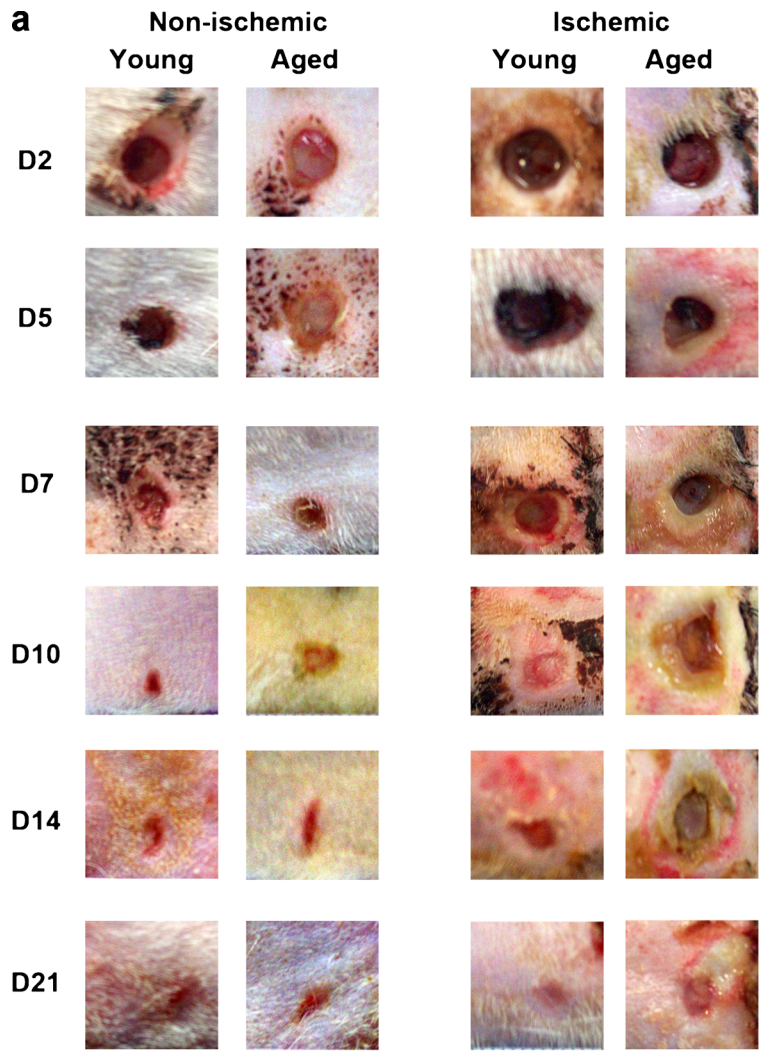 a
Non-ischemic Ischemic
Young Aged Young Aged
D2
D5
D7
D10
D14
D21